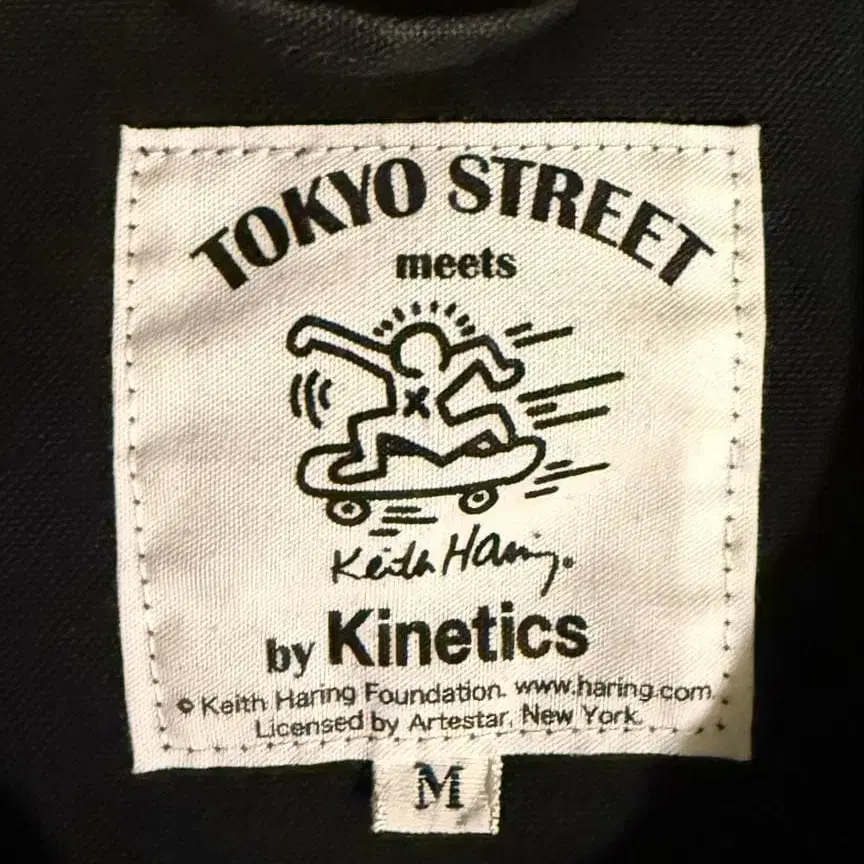 TOKYO STREET
meets
Keith Haring.
by Kinetics
© Keith Haring Foundation. www.haring.com
Licensed by Artestar, New York.
M